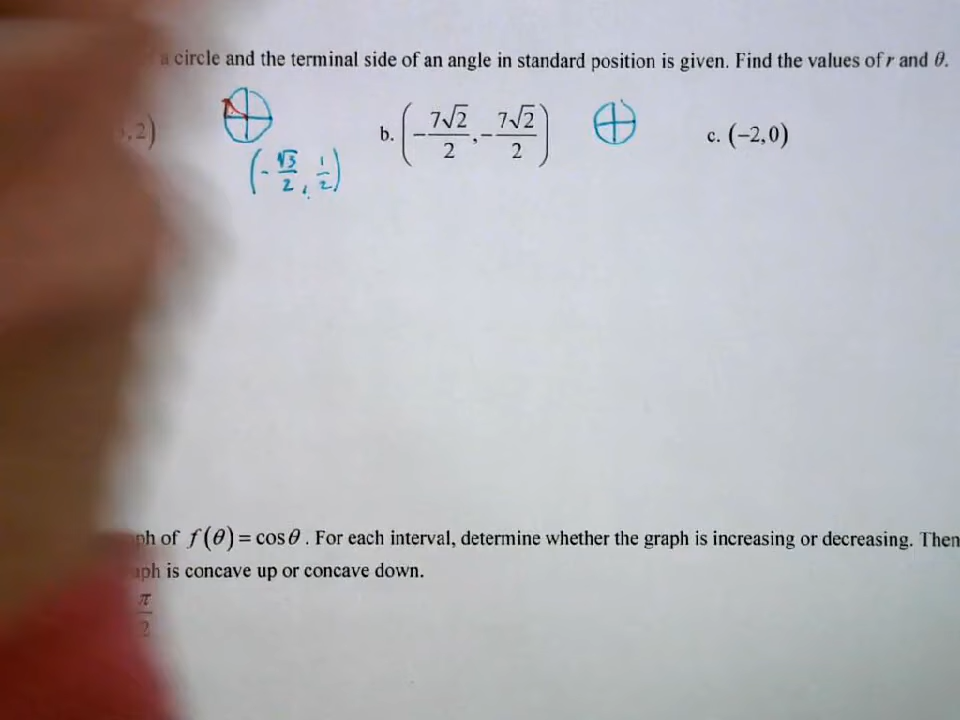 a circle and the terminal side of an angle in standard position is given. Find the values of r and θ.
,2) b. (-7√2/2, -7√2/2) c. (-2,0)
(-√3/2, 1/2)
of f(θ) = cos θ. For each interval, determine whether the graph is increasing or decreasing. Then
is concave up or concave down.
π/2